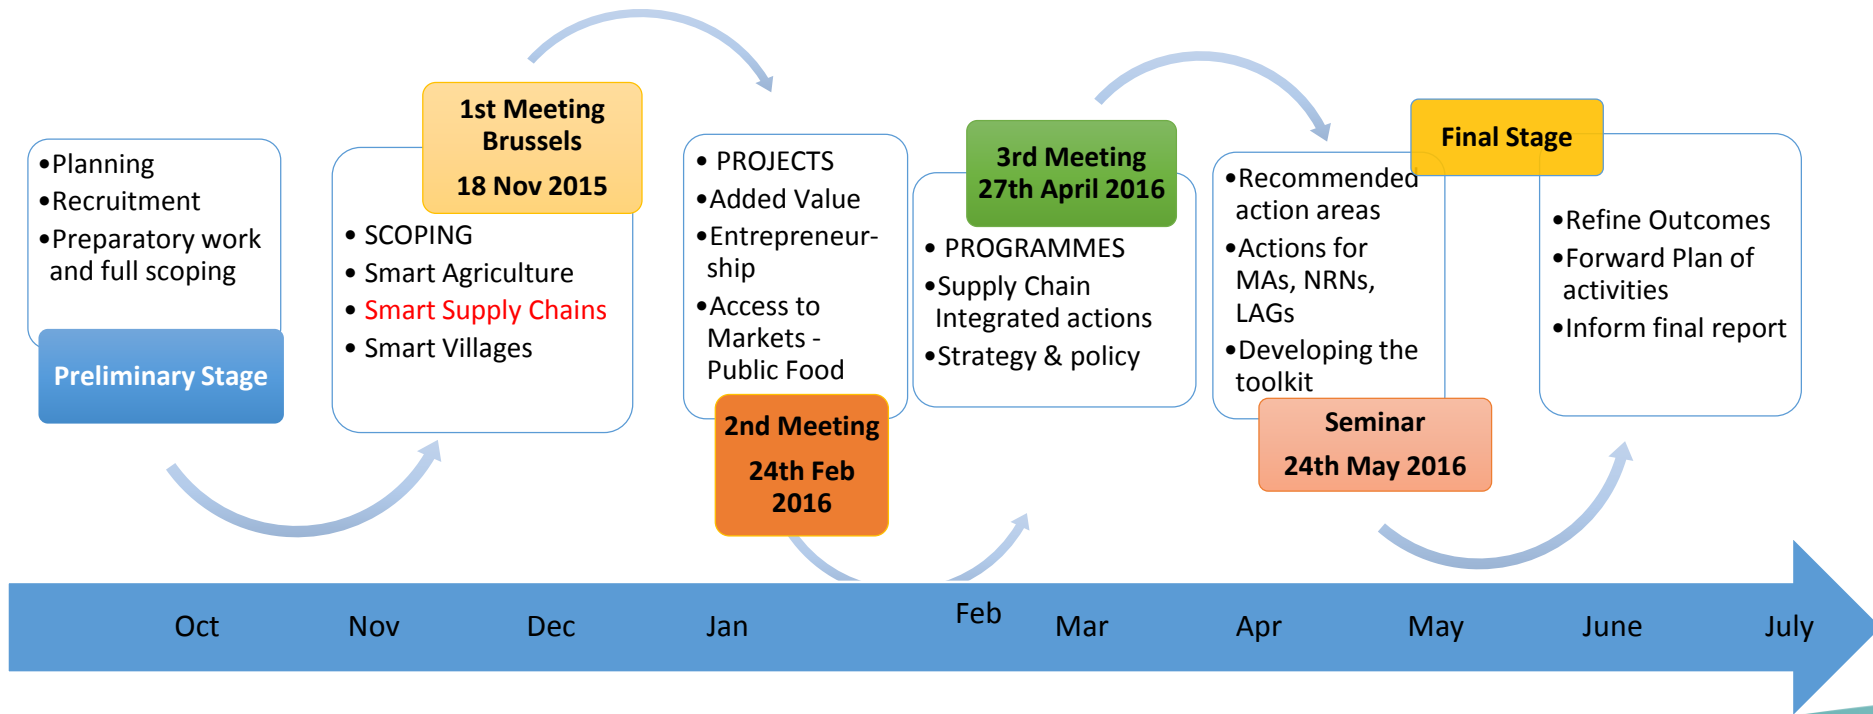 •Planning
•Recruitment
•Preparatory work
and full scoping
Preliminary Stage
1st Meeting
Brussels
18 Nov 2015
• SCOPING
• Smart Agriculture
• Smart Supply Chains
• Smart Villages
• PROJECTS
•Added Value
•Entrepreneur-
ship
•Access to
Markets -
Public Food
2nd Meeting
24th Feb
2016
3rd Meeting
27th April 2016
• PROGRAMMES
•Supply Chain
Integrated actions
•Strategy & policy
•Recommended
action areas
•Actions for
MAs, NRNs,
LAGs
•Developing the
toolkit
Seminar
24th May 2016
Final Stage
•Refine Outcomes
•Forward Plan of
activities
•Inform final report
Oct Nov Dec Jan Feb Mar Apr May June July